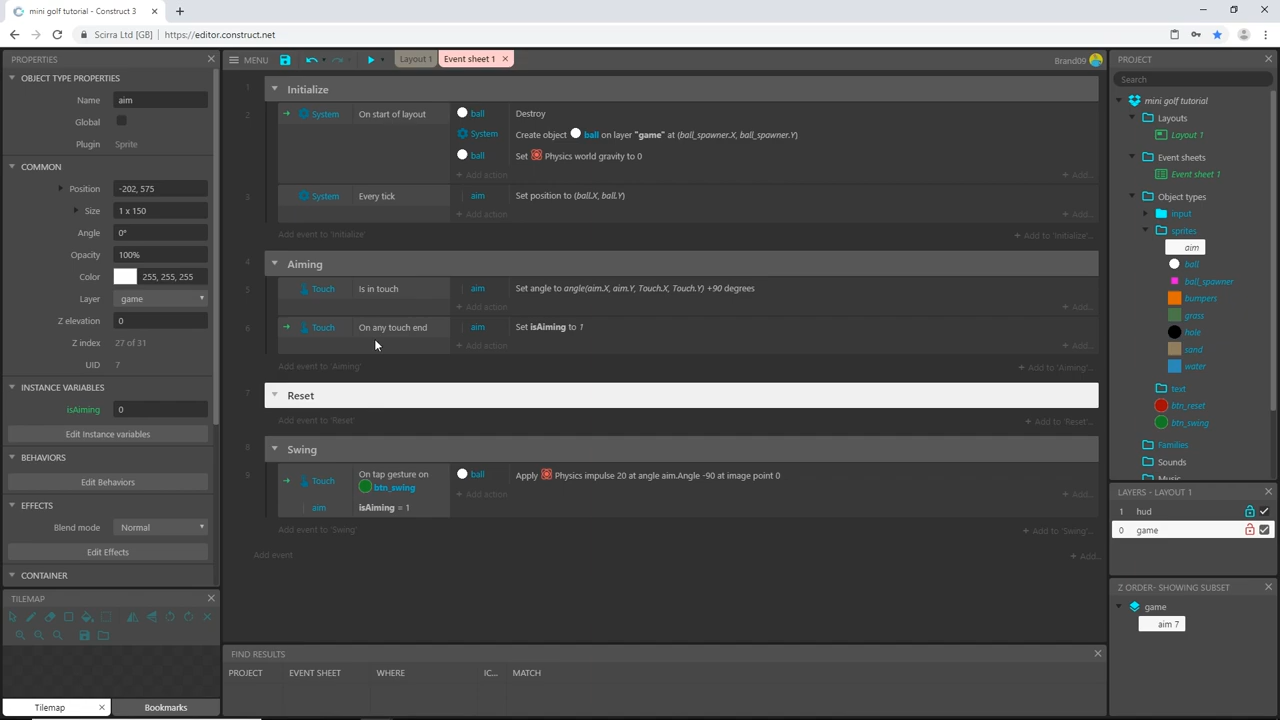 mini golf tutorial - Construct 3
Scirra Ltd [GB] | https://editor.construct.net
PROPERTIES
OBJECT TYPE PROPERTIES
Name aim
Global
Plugin Sprite
COMMON
Position -202, 575
Size 1 x 150
Angle 0°
Opacity 100%
Color 255, 255, 255
Layer game
Z elevation 0
Z index 27 of 31
UID 7
INSTANCE VARIABLES
isAiming 0
Edit Instance variables
BEHAVIORS
Edit Behaviors
EFFECTS
Blend mode Normal
Edit Effects
CONTAINER
TILEMAP
Tilemap
Bookmarks
MENU
Layout 1
Event sheet 1
Brand09
1 Initialize
2 System On start of layout ball Destroy
System Create object ball on layer "game" at (ball_spawner.X, ball_spawner.Y)
ball Set Physics world gravity to 0
Add action Add...
3 System Every tick aim Set position to (ball.X, ball.Y)
Add action Add...
Add event to 'Initialize' Add to 'Initialize'...
4 Aiming
5 Touch Is in touch aim Set angle to angle(aim.X, aim.Y, Touch.X, Touch.Y) +90 degrees
Add action Add...
6 Touch On any touch end aim Set isAiming to 1
Add action Add...
Add event to 'Aiming' Add to 'Aiming'...
7 Reset
Add event to 'Reset' Add to 'Reset'...
8 Swing
9 Touch On tap gesture on btn_swing ball Apply Physics impulse 20 at angle aim.Angle -90 at image point 0
Add action Add...
aim isAiming = 1
Add event to 'Swing' Add to 'Swing'...
Add event Add...
FIND RESULTS
PROJECT EVENT SHEET WHERE IC... MATCH
PROJECT
Search
mini golf tutorial
Layouts
Layout 1
Event sheets
Event sheet 1
Object types
input
sprites
aim
ball
ball_spawner
bumpers
grass
hole
sand
water
text
btn_reset
btn_swing
Families
Sounds
Music
LAYERS - LAYOUT 1
1 hud
0 game
Z ORDER- SHOWING SUBSET
game
aim 7